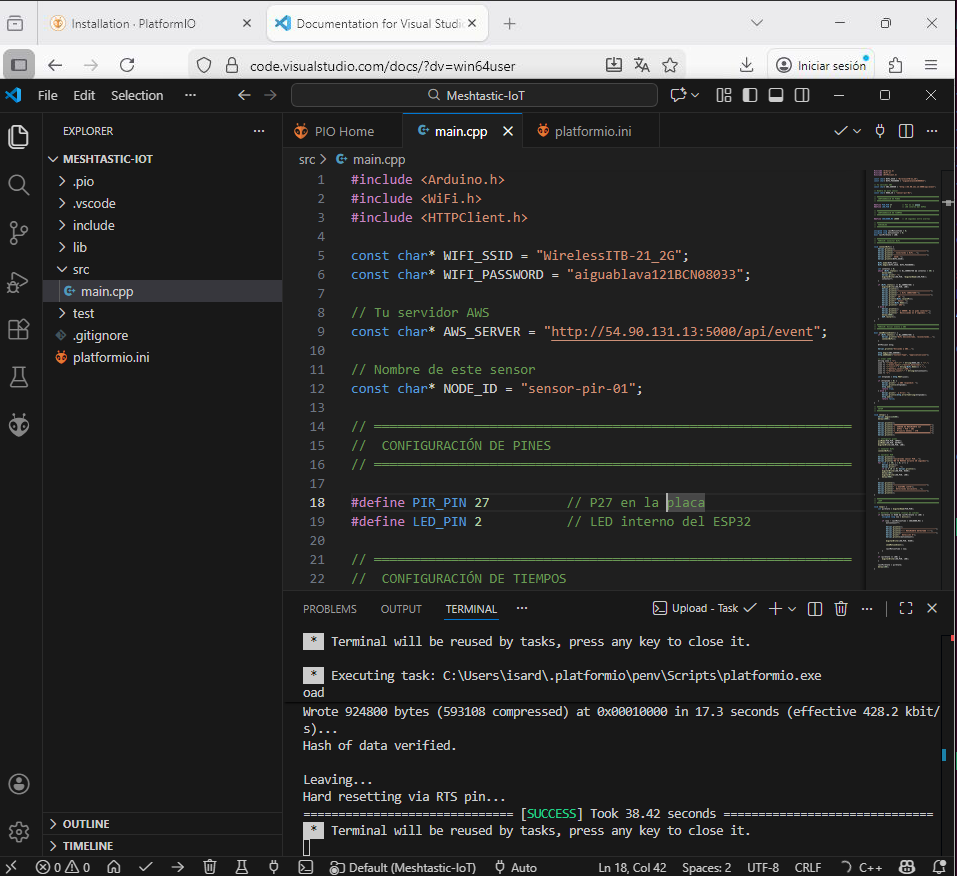 Installation · PlatformIO
Documentation for Visual Studi
code.visualstudio.com/docs/?dv=win64user
Iniciar sesión
File Edit Selection
Meshtastic-IoT
EXPLORER
PIO Home
main.cpp
platformio.ini
MESHTASTIC-IOT
.pio
.vscode
include
lib
src
main.cpp
test
.gitignore
platformio.ini
src > main.cpp
1 #include <Arduino.h>
2 #include <WiFi.h>
3 #include <HTTPClient.h>
4
5 const char* WIFI_SSID = "WirelessITB-21_2G";
6 const char* WIFI_PASSWORD = "aiguablava121BCN08033";
7
8 // Tu servidor AWS
9 const char* AWS_SERVER = "http://54.90.131.13:5000/api/event";
10
11 // Nombre de este sensor
12 const char* NODE_ID = "sensor-pir-01";
13
14 // ═══════════════════════════════════════════════════════════════
15 //  CONFIGURACIÓN DE PINES
16 // ═══════════════════════════════════════════════════════════════
17
18 #define PIR_PIN 27          // P27 en la placa
19 #define LED_PIN 2           // LED interno del ESP32
20
21 // ═══════════════════════════════════════════════════════════════
22 //  CONFIGURACIÓN DE TIEMPOS
PROBLEMS OUTPUT TERMINAL
Upload - Task
* Terminal will be reused by tasks, press any key to close it.
* Executing task: C:\Users\isard\.platformio\penv\Scripts\platformio.exe
oad
Wrote 924800 bytes (593108 compressed) at 0x00010000 in 17.3 seconds (effective 428.2 kbit/
s)...
Hash of data verified.
Leaving...
Hard resetting via RTS pin...
============================ [SUCCESS] Took 38.42 seconds ============================
* Terminal will be reused by tasks, press any key to close it.
OUTLINE
TIMELINE
0 0 Default (Meshtastic-IoT) Auto Ln 18, Col 42 Spaces: 2 UTF-8 CRLF C++